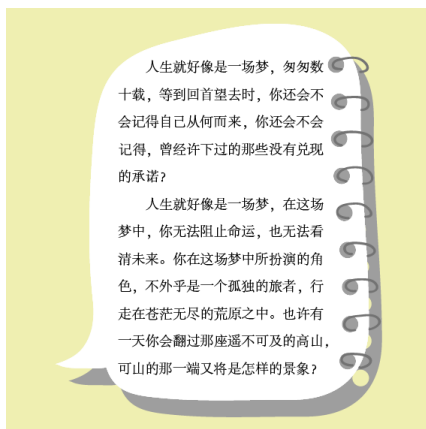 人生就好像是一场梦，匆匆数
十载，等到回首望去时，你还会不
会记得自己从何而来，你还会不会
记得，曾经许下过的那些没有兑现
的承诺？
人生就好像是一场梦，在这场
梦中，你无法阻止命运，也无法看
清未来。你在这场梦中所扮演的角
色，不外乎是一个孤独的旅者，行
走在苍茫无尽的荒原之中。也许有
一天你会翻过那座遥不可及的高山，
可山的那一端又将是怎样的景象？